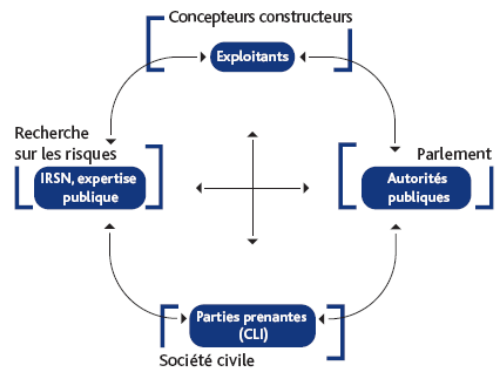 Concepteurs constructeurs
Exploitants
Recherche
sur les risques
IRSN, expertise
publique
Parlement
Autorités
publiques
Parties prenantes
(CLI)
Société civile